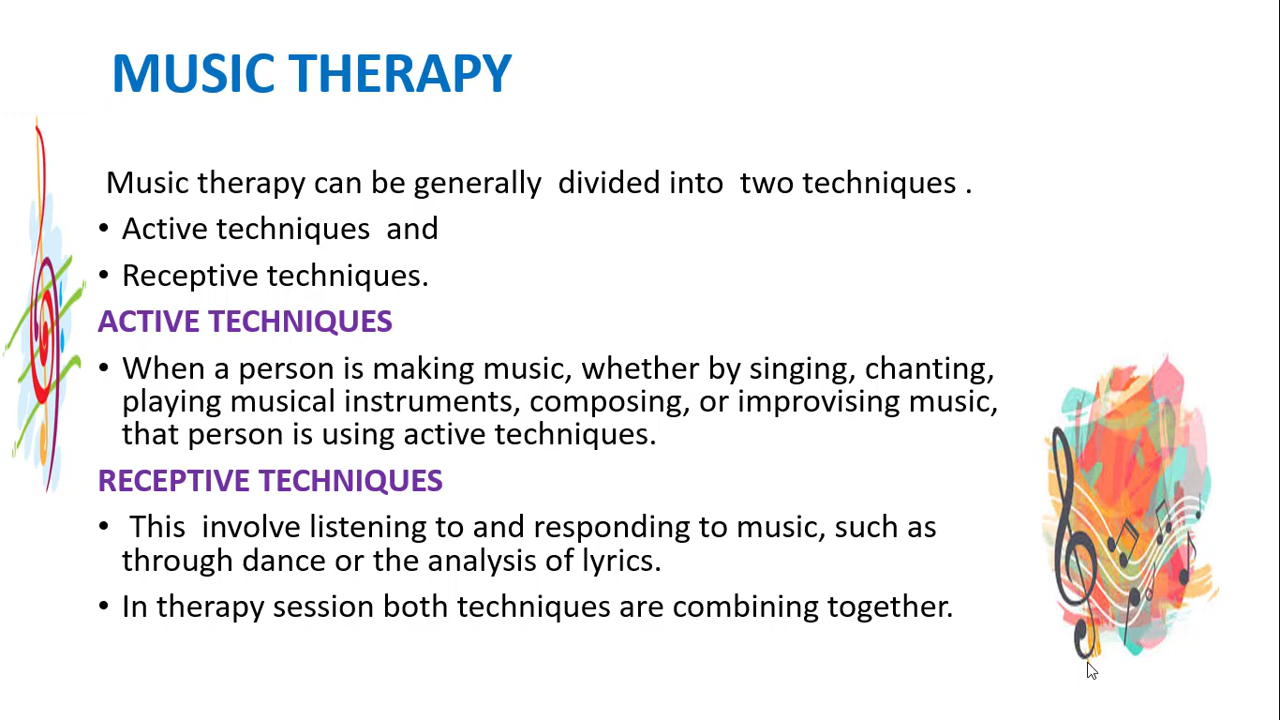 MUSIC THERAPY
Music therapy can be generally divided into two techniques .
• Active techniques and
• Receptive techniques.
ACTIVE TECHNIQUES
• When a person is making music, whether by singing, chanting,
playing musical instruments, composing, or improvising music,
that person is using active techniques.
RECEPTIVE TECHNIQUES
• This involve listening to and responding to music, such as
through dance or the analysis of lyrics.
• In therapy session both techniques are combining together.